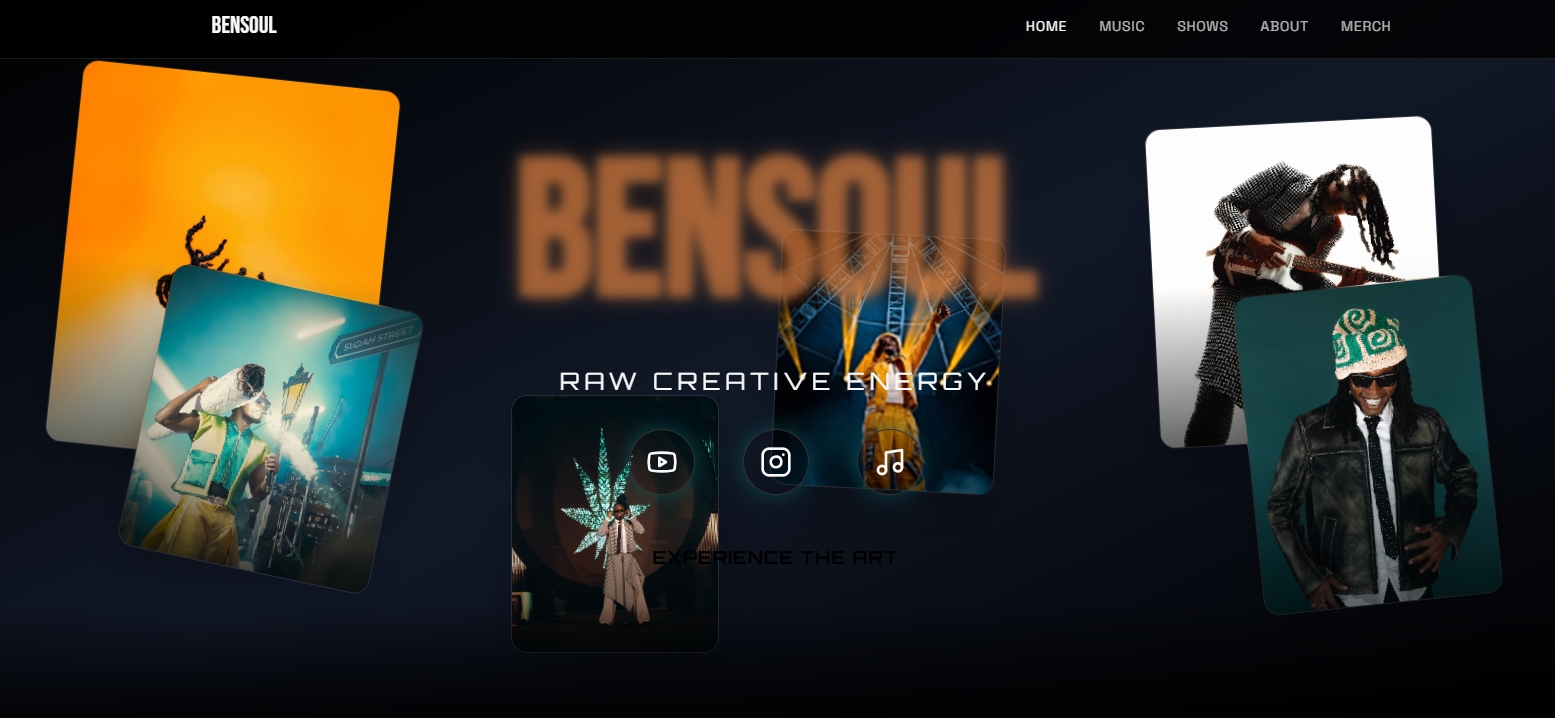 BENSOUL
HOME MUSIC SHOWS ABOUT MERCH
BENSOUL
SUDAH STREET
RAW CREATIVE ENERGY
EXPERIENCE THE ART